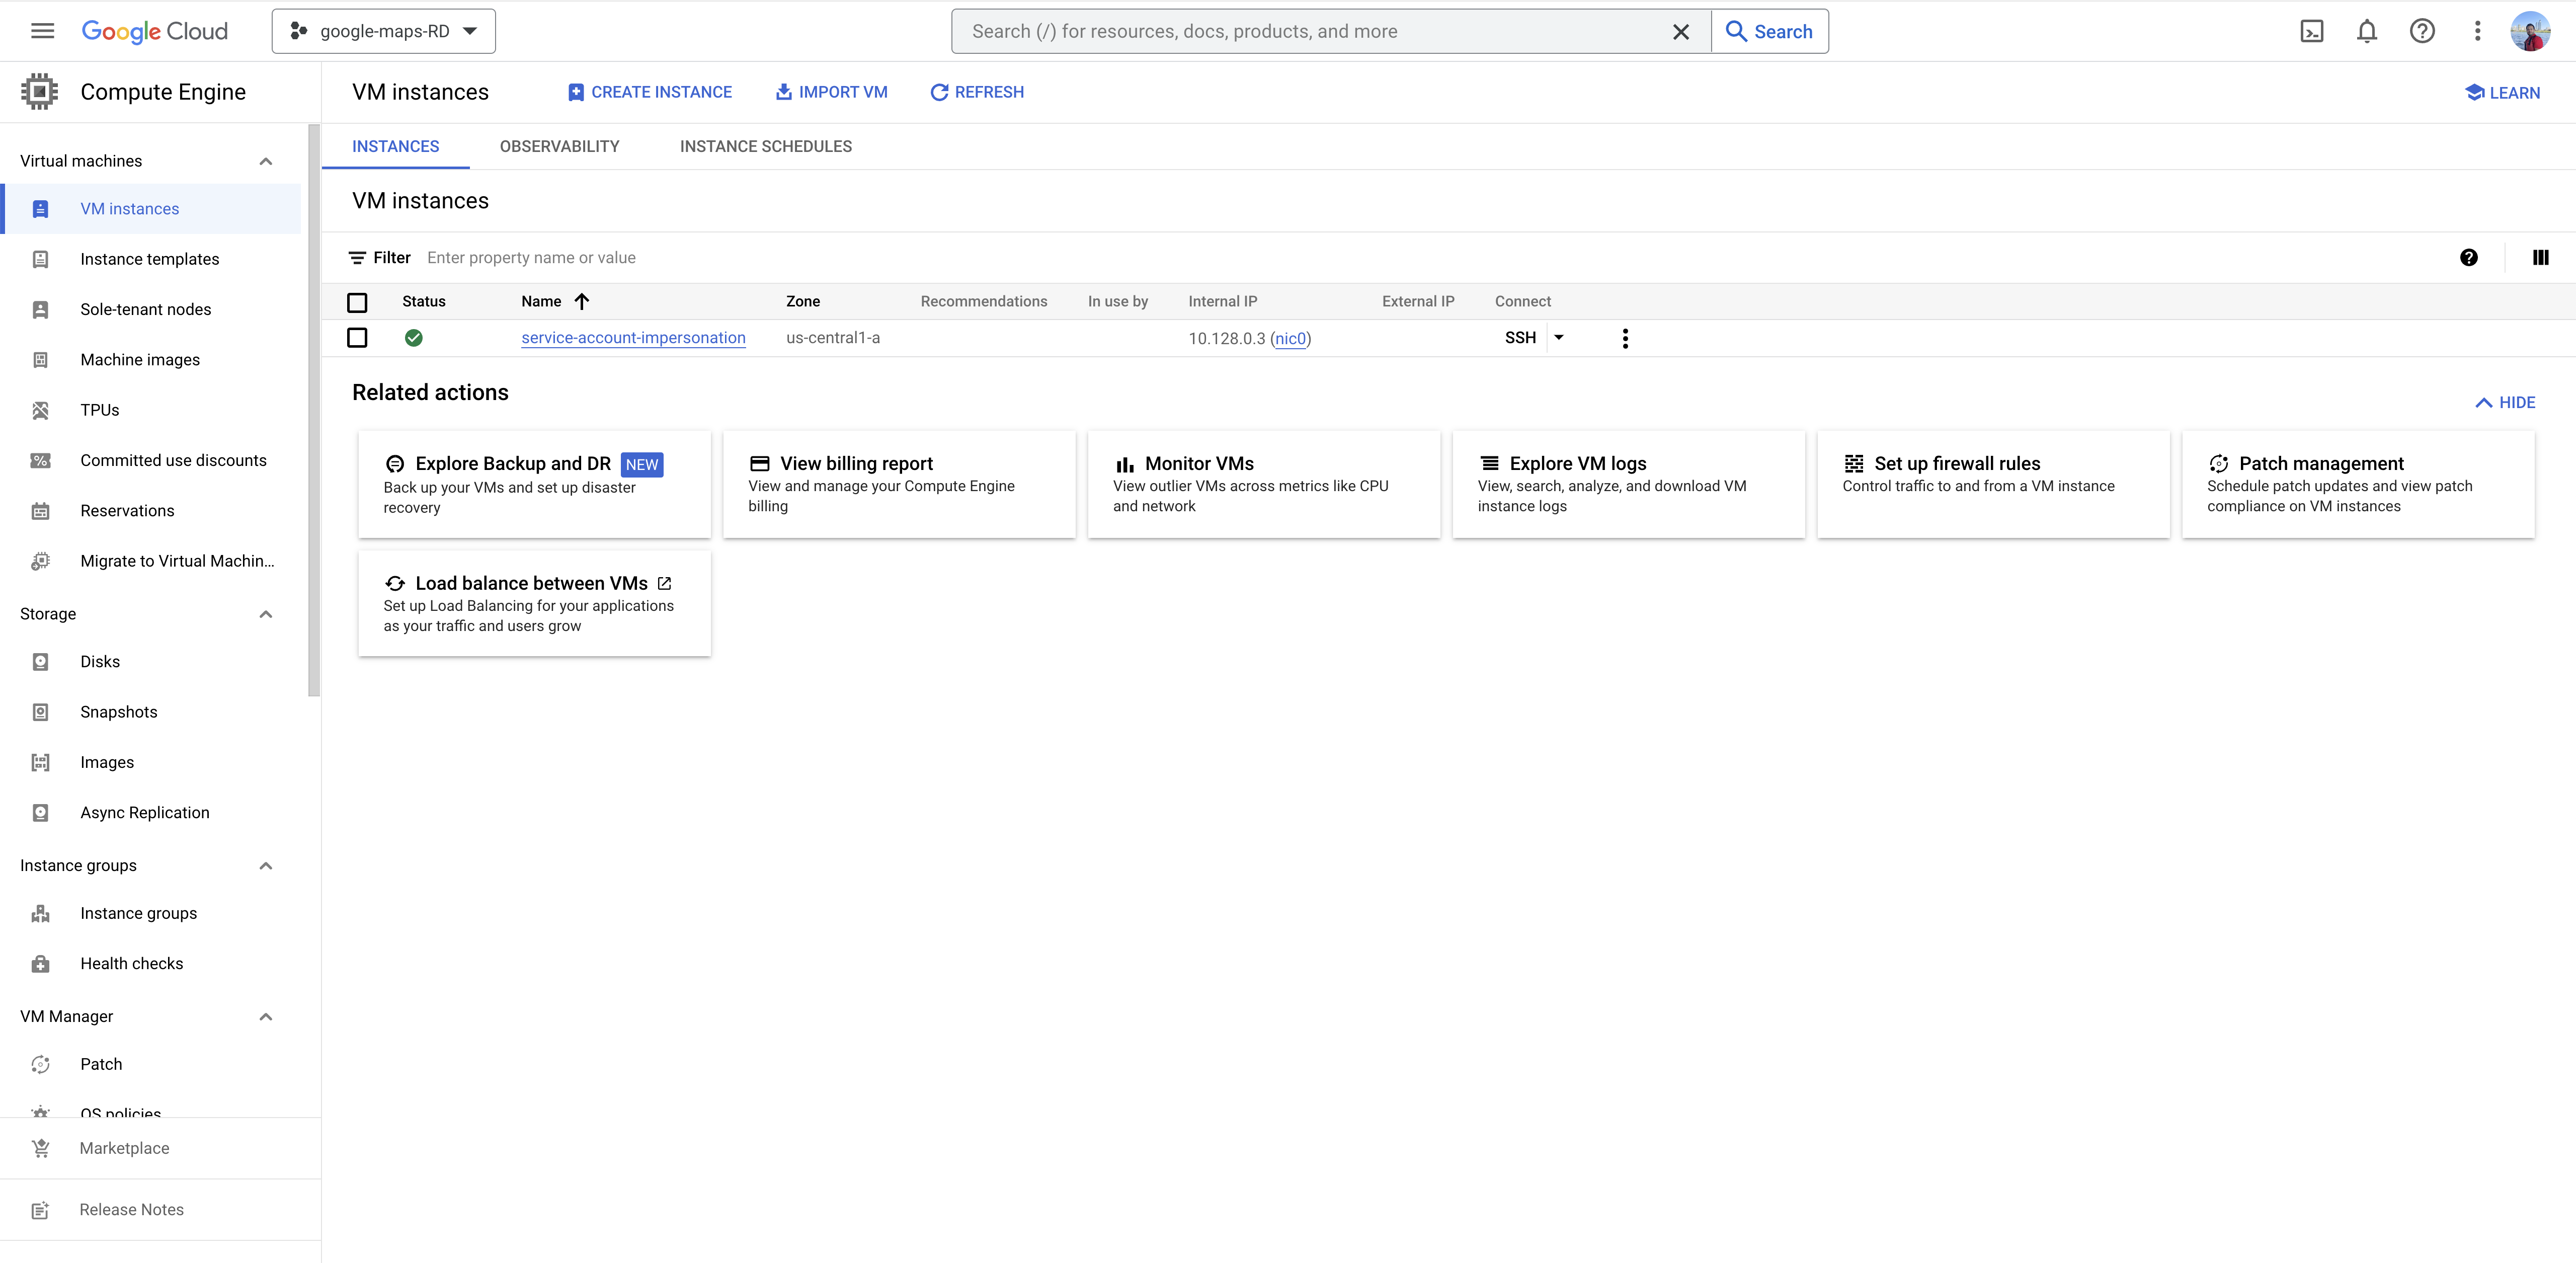 Google Cloud
google-maps-RD
Search (/) for resources, docs, products, and more
Search
Compute Engine
VM instances
CREATE INSTANCE
IMPORT VM
REFRESH
LEARN
Virtual machines
VM instances
Instance templates
Sole-tenant nodes
Machine images
TPUs
Committed use discounts
Reservations
Migrate to Virtual Machin...
Storage
Disks
Snapshots
Images
Async Replication
Instance groups
Instance groups
Health checks
VM Manager
Patch
OS policies
Marketplace
Release Notes
INSTANCES
OBSERVABILITY
INSTANCE SCHEDULES
VM instances
Filter Enter property name or value
Status Name Zone Recommendations In use by Internal IP External IP Connect
service-account-impersonation us-central1-a 10.128.0.3 (nic0) SSH
Related actions
HIDE
Explore Backup and DR NEW
Back up your VMs and set up disaster
recovery
View billing report
View and manage your Compute Engine
billing
Monitor VMs
View outlier VMs across metrics like CPU
and network
Explore VM logs
View, search, analyze, and download VM
instance logs
Set up firewall rules
Control traffic to and from a VM instance
Patch management
Schedule patch updates and view patch
compliance on VM instances
Load balance between VMs
Set up Load Balancing for your applications
as your traffic and users grow